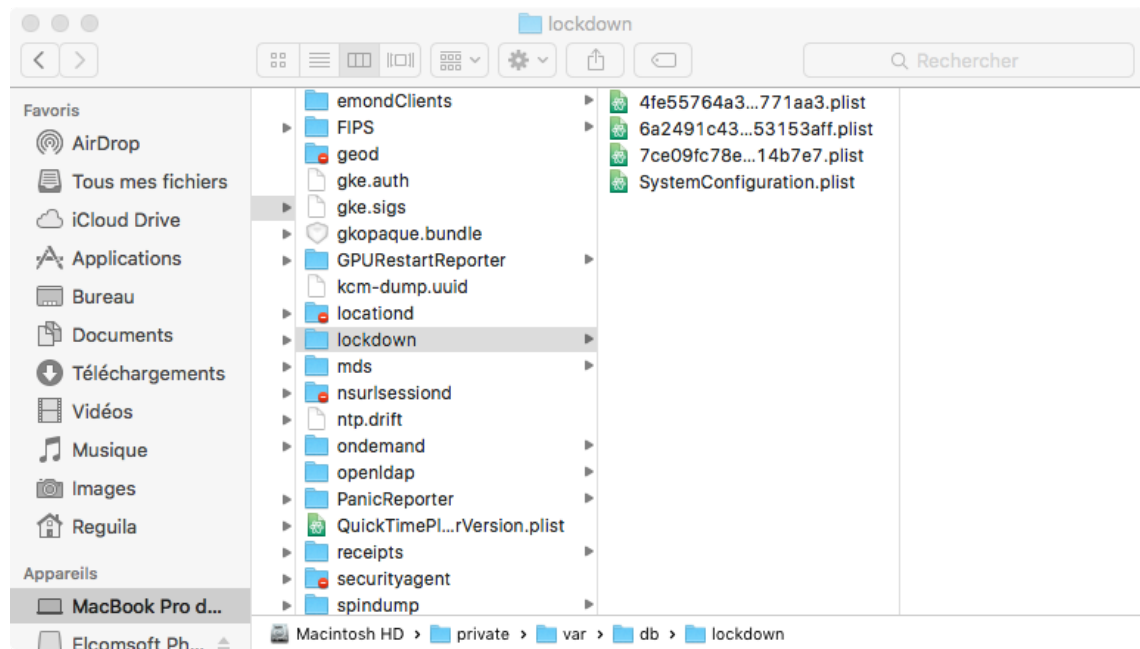 lockdown
Rechercher
Favoris
AirDrop
Tous mes fichiers
iCloud Drive
Applications
Bureau
Documents
Téléchargements
Vidéos
Musique
Images
Reguila
Appareils
MacBook Pro d...
Elcomsoft Ph...
emondClients
FIPS
geod
gke.auth
gke.sigs
gkopaque.bundle
GPURestartReporter
kcm-dump.uuid
locationd
lockdown
mds
nsurlsessiond
ntp.drift
ondemand
openldap
PanicReporter
QuickTimePl...rVersion.plist
receipts
securityagent
spindump
4fe55764a3...771aa3.plist
6a2491c43...53153aff.plist
7ce09fc78e...14b7e7.plist
SystemConfiguration.plist
Macintosh HD › private › var › db › lockdown